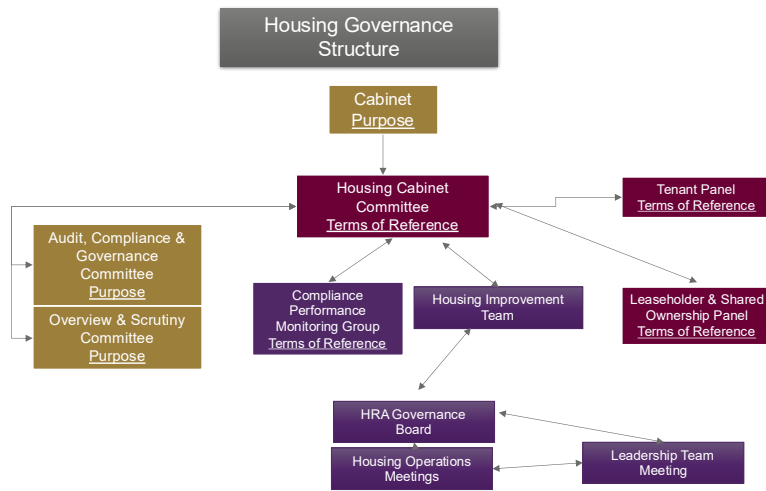 Housing Governance
Structure
Cabinet
Purpose
Housing Cabinet
Committee
Terms of Reference
Tenant Panel
Terms of Reference
Audit, Compliance &
Governance
Committee
Purpose
Overview & Scrutiny
Committee
Purpose
Compliance
Performance
Monitoring Group
Terms of Reference
Housing Improvement
Team
Leaseholder & Shared
Ownership Panel
Terms of Reference
HRA Governance
Board
Housing Operations
Meetings
Leadership Team
Meeting